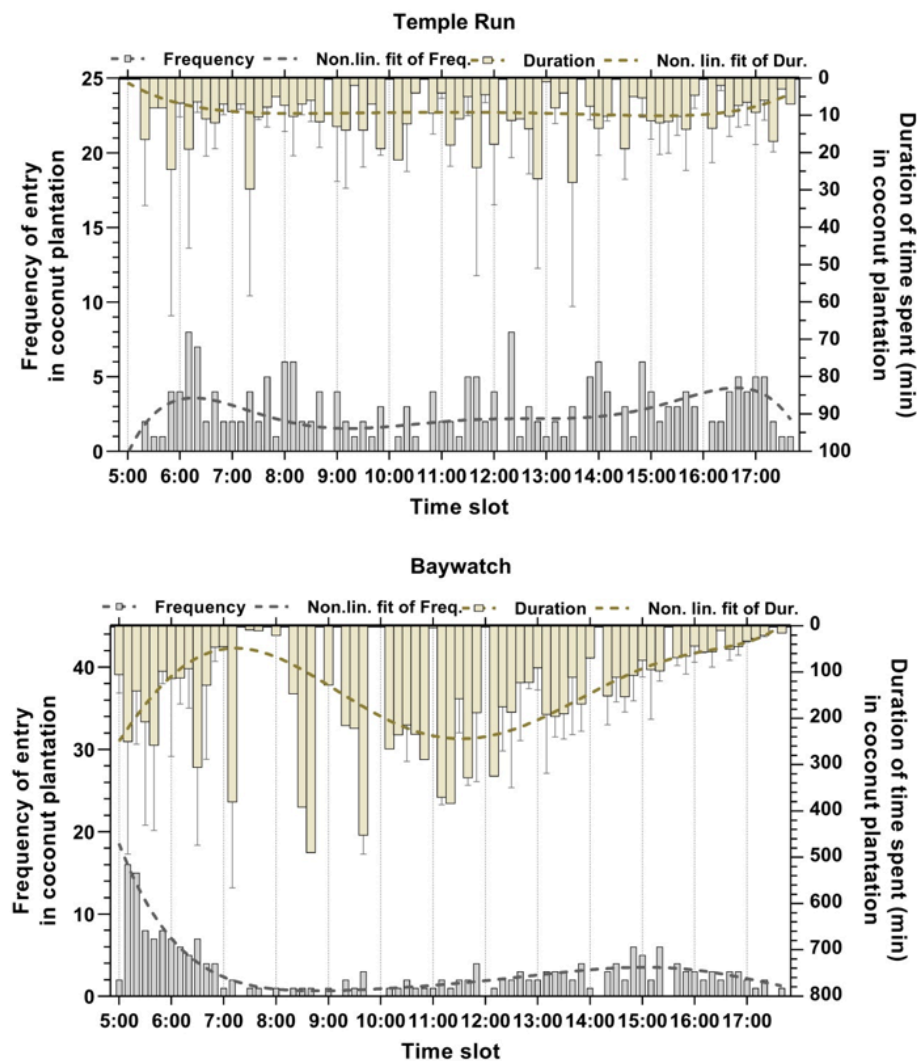 Temple Run
Frequency Non.lin. fit of Freq. Duration Non. lin. fit of Dur.
25
20
15
10
5
0
Frequency of entry
in coconut plantation
0
10
20
30
40
50
60
70
80
90
100
Duration of time spent (min)
in coconut plantation
5:00 6:00 7:00 8:00 9:00 10:00 11:00 12:00 13:00 14:00 15:00 16:00 17:00
Time slot
Baywatch
Frequency Non.lin. fit of Freq. Duration Non. lin. fit of Dur.
40
30
20
10
0
Frequency of entry
in coconut plantation
0
100
200
300
400
500
600
700
800
Duration of time spent (min)
in coconut plantation
5:00 6:00 7:00 8:00 9:00 10:00 11:00 12:00 13:00 14:00 15:00 16:00 17:00
Time slot